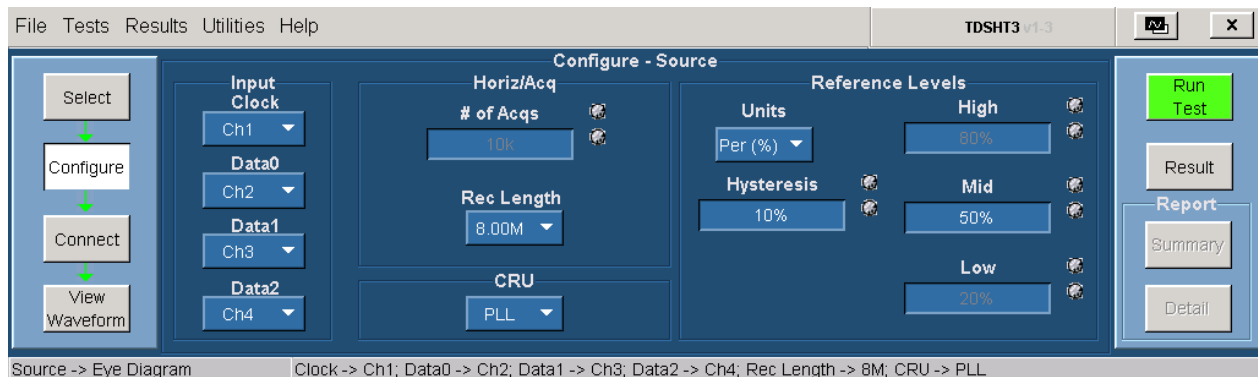 File Tests Results Utilities Help
TDSHT3 v1-3
x
Select
Configure
Connect
View
Waveform
Configure - Source
Input
Clock
Ch1
Data0
Ch2
Data1
Ch3
Data2
Ch4
Horiz/Acq
# of Acqs
10k
Rec Length
8.00M
CRU
PLL
Reference Levels
Units
Per (%)
Hysteresis
10%
High
80%
Mid
50%
Low
20%
Run
Test
Result
Report
Summary
Detail
Source -> Eye Diagram
Clock -> Ch1; Data0 -> Ch2; Data1 -> Ch3; Data2 -> Ch4; Rec Length -> 8M; CRU -> PLL